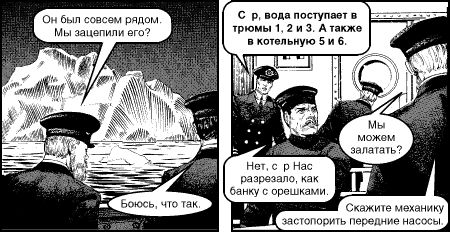 Он был совсем рядом.
Мы зацепили его?
Боюсь, что так.
С р, вода поступает в
трюмы 1, 2 и 3. А также
в котельную 5 и 6.
Мы
можем
залатать?
Нет, с р Нас
разрезало, как
банку с орешками.
Скажите механику
застопорить передние насосы.